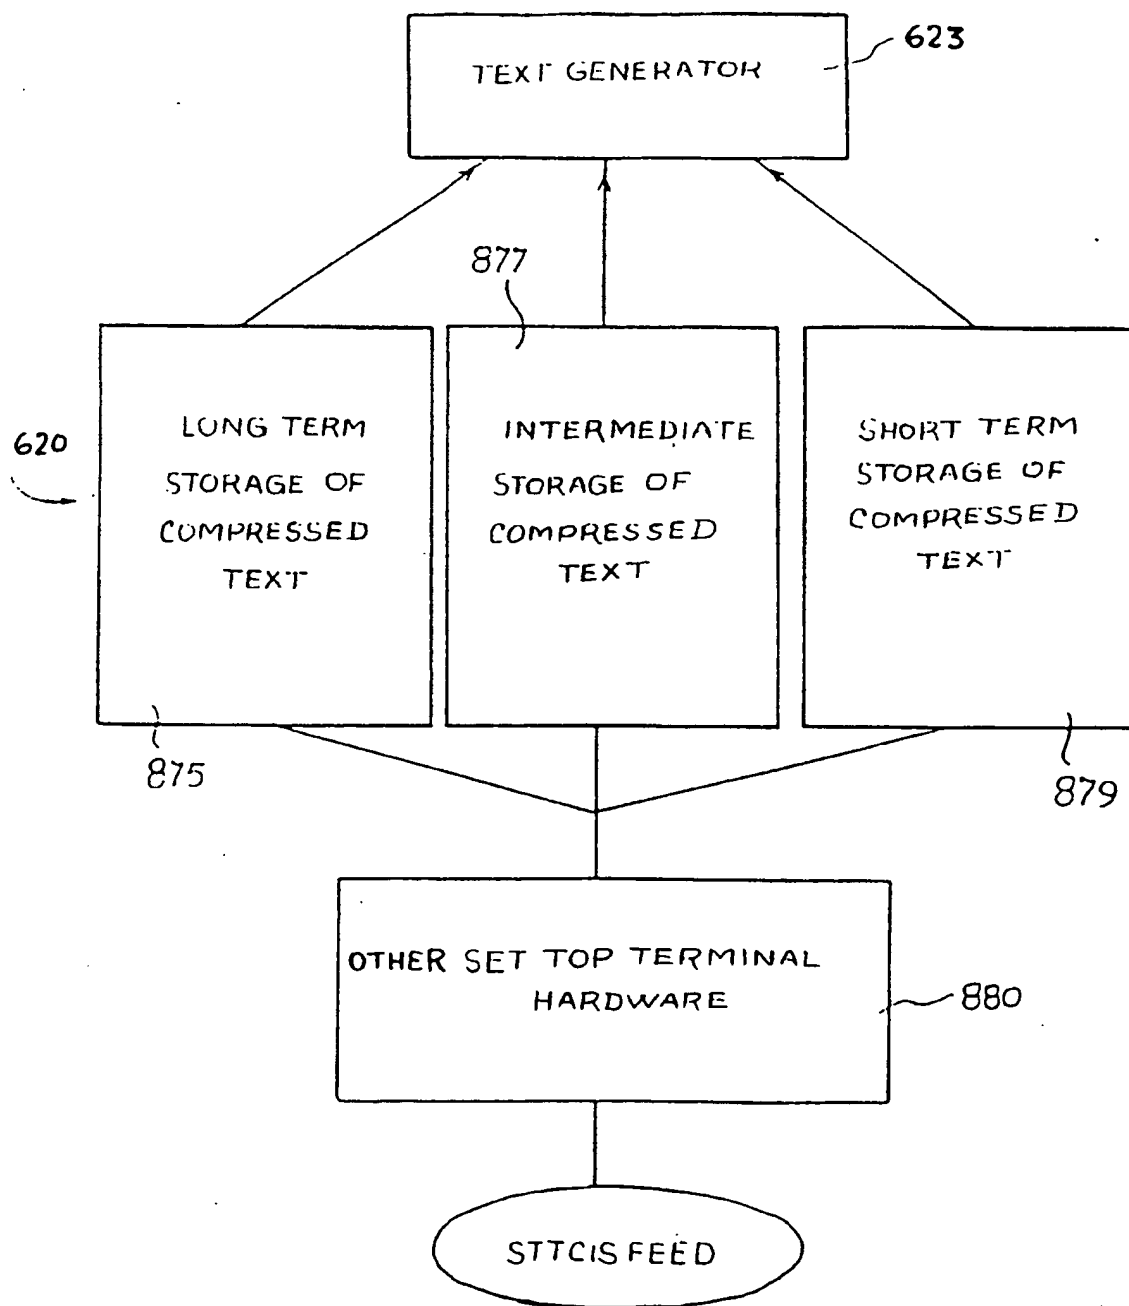 623
TEXT GENERATOR
877
620
LONG TERM
STORAGE OF
COMPRESSED
TEXT
INTERMEDIATE
STORAGE OF
COMPRESSED
TEXT
SHORT TERM
STORAGE OF
COMPRESSED
TEXT
875
879
OTHER SET TOP TERMINAL
HARDWARE
880
STTCIS FEED